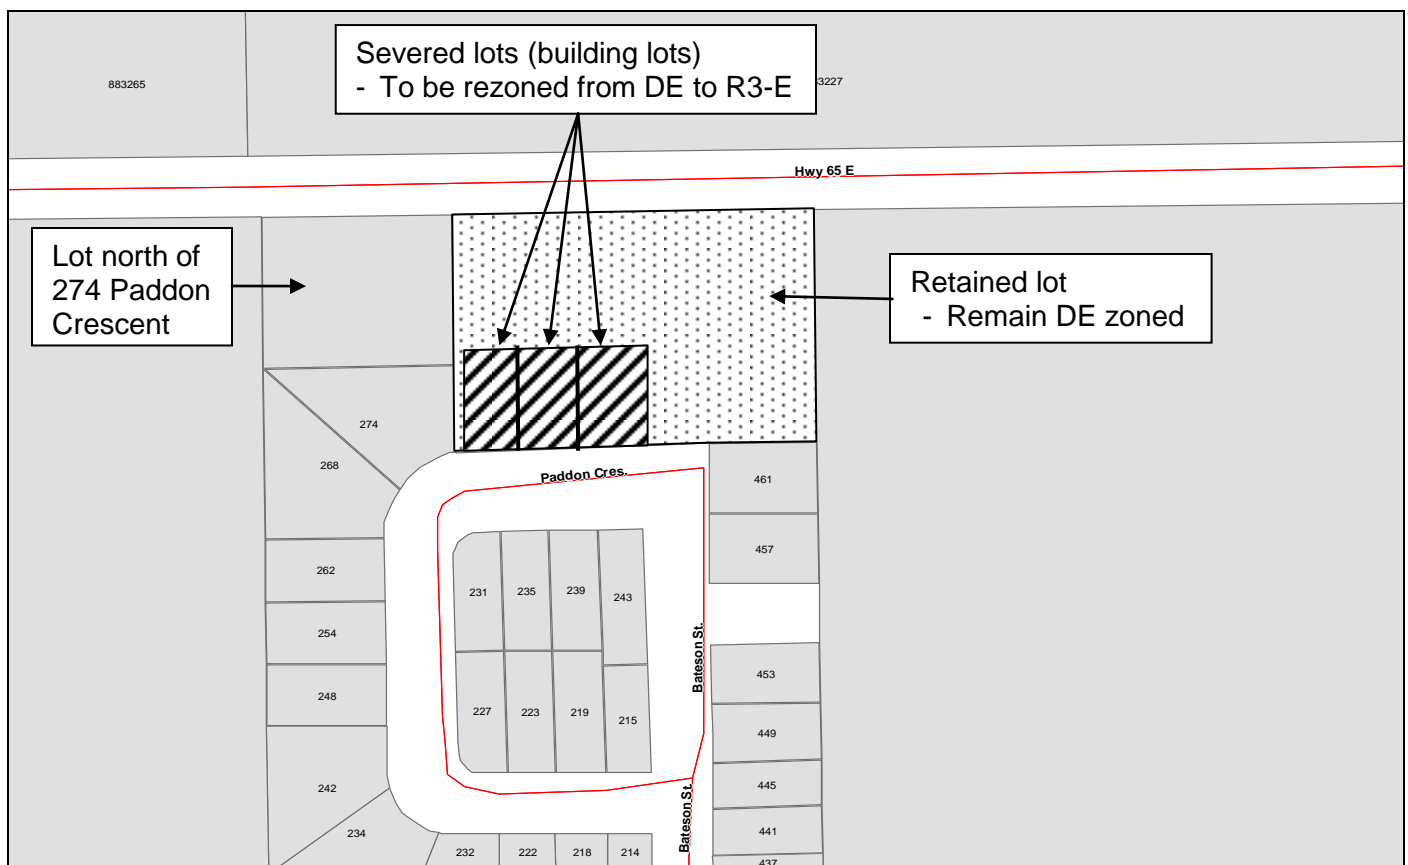 Severed lots (building lots)
- To be rezoned from DE to R3-E
883265
3227
Hwy 65 E
Lot north of
274 Paddon
Crescent
Retained lot
- Remain DE zoned
274
268
Paddon Cres.
461
457
262
254
248
242
234
231
235
239
243
227
223
219
215
Bateson St.
453
449
445
441
437
Bateson St.
232
222
218
214